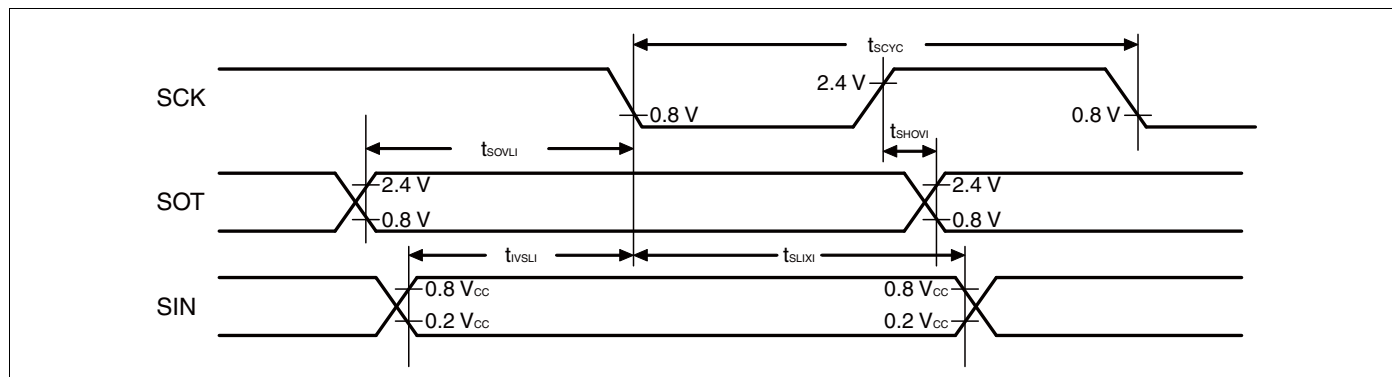 tSCYC
SCK
2.4 V
0.8 V
0.8 V
tSHOVI
tSOVLI
SOT
2.4 V
0.8 V
2.4 V
0.8 V
tIVSLI
tSLIXI
SIN
0.8 VCC
0.2 VCC
0.8 VCC
0.2 VCC